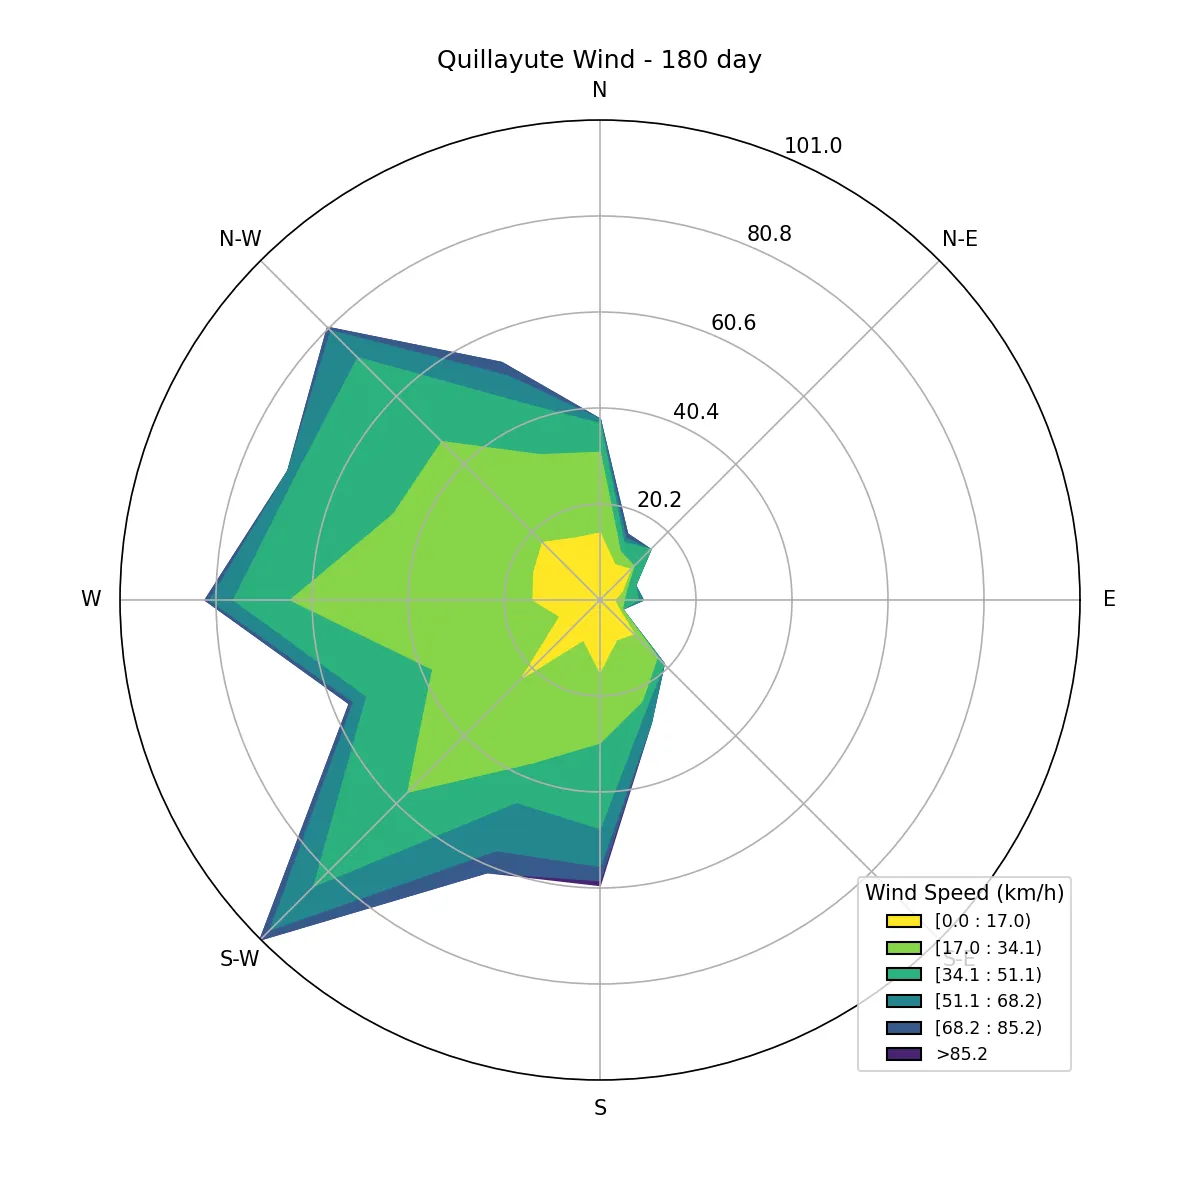 Quillayute Wind - 180 day
N
101.0
80.8
N-W
N-E
60.6
40.4
20.2
W
E
Wind Speed (km/h)
[0.0 : 17.0)
[17.0 : 34.1)
S-W
S-E
[34.1 : 51.1)
[51.1 : 68.2)
[68.2 : 85.2)
>85.2
S